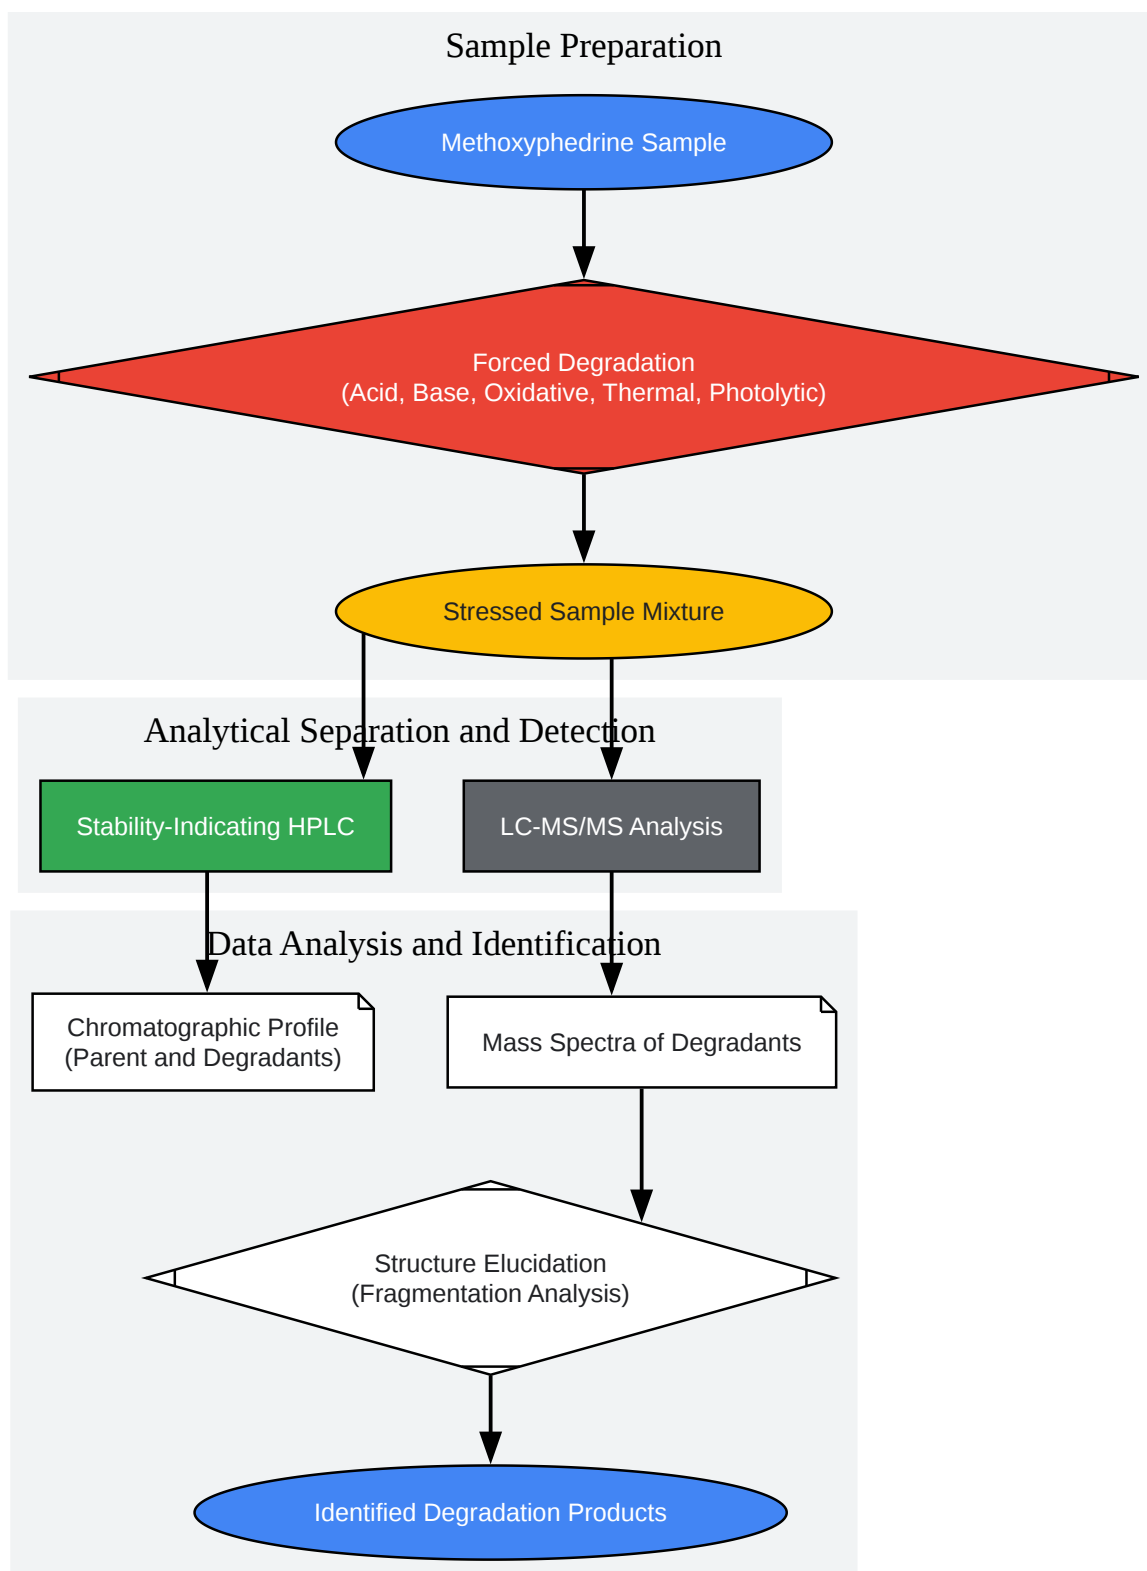 Sample Preparation
Methoxyphedrine Sample
Forced Degradation
(Acid, Base, Oxidative, Thermal, Photolytic)
Stressed Sample Mixture
Analytical Separation and Detection
Stability-Indicating HPLC
LC-MS/MS Analysis
Data Analysis and Identification
Chromatographic Profile
(Parent and Degradants)
Mass Spectra of Degradants
Structure Elucidation
(Fragmentation Analysis)
Identified Degradation Products